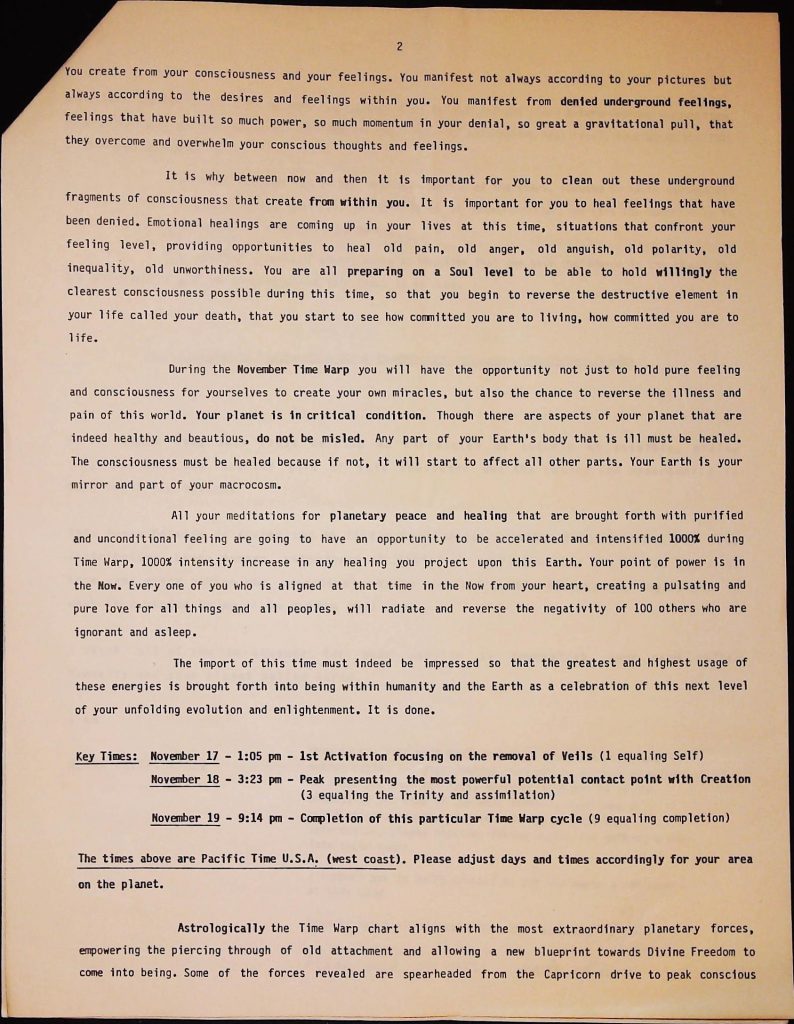 2
You create from your consciousness and your feelings. You manifest not always according to your pictures but
always according to the desires and feelings within you. You manifest from denied underground feelings,
feelings that have built so much power, so much momentum in your denial, so great a gravitational pull, that
they overcome and overwhelm your conscious thoughts and feelings.
It is why between now and then it is important for you to clean out these underground
fragments of consciousness that create from within you. It is important for you to heal feelings that have
been denied. Emotional healings are coming up in your lives at this time, situations that confront your
feeling level, providing opportunities to heal old pain, old anger, old anguish, old polarity, old
inequality, old unworthiness. You are all preparing on a Soul level to be able to hold willingly the
clearest consciousness possible during this time, so that you begin to reverse the destructive element in
your life called your death, that you start to see how committed you are to living, how committed you are to
life.
During the November Time Warp you will have the opportunity not just to hold pure feeling
and consciousness for yourselves to create your own miracles, but also the chance to reverse the illness and
pain of this world. Your planet is in critical condition. Though there are aspects of your planet that are
indeed healthy and beautious, do not be misled. Any part of your Earth's body that is ill must be healed.
The consciousness must be healed because if not, it will start to affect all other parts. Your Earth is your
mirror and part of your macrocosm.
All your meditations for planetary peace and healing that are brought forth with purified
and unconditional feeling are going to have an opportunity to be accelerated and intensified 1000% during
Time Warp, 1000% intensity increase in any healing you project upon this Earth. Your point of power is in
the Now. Every one of you who is aligned at that time in the Now from your heart, creating a pulsating and
pure love for all things and all peoples, will radiate and reverse the negativity of 100 others who are
ignorant and asleep.
The import of this time must indeed be impressed so that the greatest and highest usage of
these energies is brought forth into being within humanity and the Earth as a celebration of this next level
of your unfolding evolution and enlightenment. It is done.
Key Times: November 17 - 1:05 pm - 1st Activation focusing on the removal of Veils (1 equaling Self)
November 18 - 3:23 pm - Peak presenting the most powerful potential contact point with Creation
(3 equaling the Trinity and assimilation)
November 19 - 9:14 pm - Completion of this particular Time Warp cycle (9 equaling completion)
The times above are Pacific Time U.S.A. (west coast). Please adjust days and times accordingly for your area
on the planet.
Astrologically the Time Warp chart aligns with the most extraordinary planetary forces,
empowering the piercing through of old attachment and allowing a new blueprint towards Divine Freedom to
come into being. Some of the forces revealed are spearheaded from the Capricorn drive to peak conscious